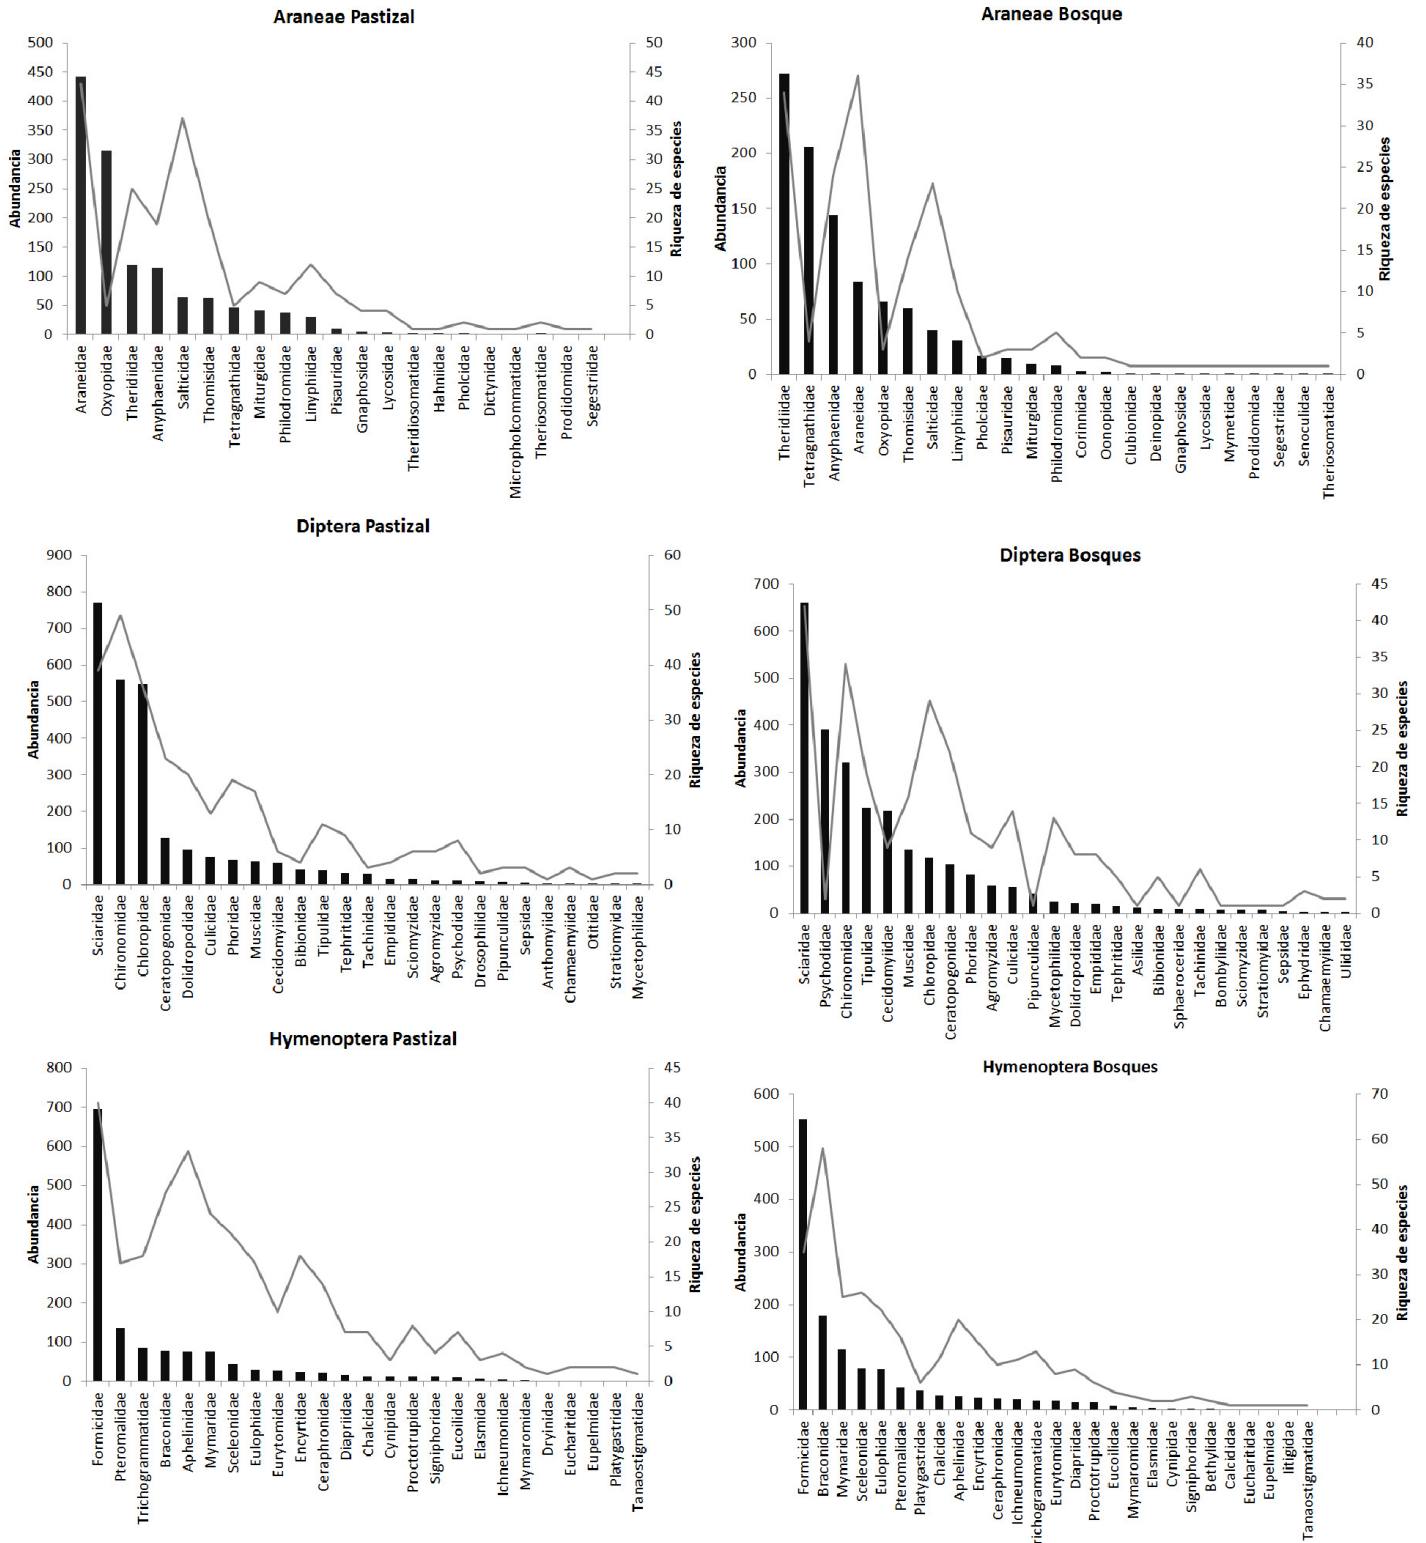 Araneae Pastizal
Abundancia
500
450
400
350
300
250
200
150
100
50
0
50
45
40
35
30
25
20
15
10
5
0
Riqueza de especies
Araneidae
Oxyopidae
Theridiidae
Anyphaenidae
Salticidae
Thomisidae
Tetragnathidae
Miturgidae
Philodromidae
Linyphiidae
Pisauridae
Gnaphosidae
Lycosidae
Theridiosomatidae
Hahniidae
Pholcidae
Dictynidae
Micropholcommatidae
Theriosomatidae
Prodidomidae
Segestriidae
Araneae Bosque
Abundancia
300
250
200
150
100
50
0
40
35
30
25
20
15
10
5
0
Riqueza de especies
Theridiidae
Tetragnathidae
Anyphaenidae
Araneidae
Oxyopidae
Thomisidae
Salticidae
Linyphiidae
Pholcidae
Pisauridae
Miturgidae
Philodromidae
Corinnidae
Oonopidae
Clubionidae
Deinopidae
Gnaphosidae
Lycosidae
Mymetidae
Prodidomidae
Segestriidae
Senoculidae
Theriosomatidae
Diptera Pastizal
Abundancia
900
800
700
600
500
400
300
200
100
0
60
50
40
30
20
10
0
Riqueza de especies
Sciaridae
Chironomidae
Chloropidae
Ceratopogonidae
Dolidropodidae
Culicidae
Phoridae
Muscidae
Cecidomyiidae
Bibionidae
Tipulidae
Tephritidae
Tachinidae
Empididae
Sciomyzidae
Agromyzidae
Psychodidae
Drosophilidae
Pipunculidae
Sepsidae
Anthomyiidae
Chamaemyiidae
Otitidae
Stratiomyidae
Mycetophilidae
Diptera Bosques
Abundancia
700
600
500
400
300
200
100
0
45
40
35
30
25
20
15
10
5
0
Riqueza de especies
Sciaridae
Psychodidae
Chironomidae
Tipulidae
Cecidomyiidae
Muscidae
Chloropidae
Ceratopogonidae
Phoridae
Agromyzidae
Culicidae
Pipunculidae
Mycetophilidae
Dolidropoddae
Empididae
Tephritidae
Asilidae
Bibionidae
Sphaeroceridae
Tachinidae
Bombyliidae
Sciomyzidae
Stratiomyidae
Sepsidae
Ephydridae
Chamaemyiidae
Ulidiidae
Hymenoptera Pastizal
Abundancia
800
700
600
500
400
300
200
100
0
45
40
35
30
25
20
15
10
5
0
Riqueza de especies
Formicidae
Pteromalidae
Trichogrammatidae
Braconidae
Aphelinidae
Mymaridae
Sceleonidae
Eulophidae
Eurytomidae
Encyrtidae
Ceraphronidae
Diapriidae
Chalcidae
Cynipidae
Proctotrupidae
Signiphoridae
Eucoilidae
Elasmidae
Ichneumonidae
Mymaromidae
Dryinidae
Eucharitidae
Eupelmidae
Platygastridae
Tanaostigmatidae
Hymenoptera Bosques
Abundancia
600
500
400
300
200
100
0
70
60
50
40
30
20
10
0
Riqueza de especies
Formicidae
Braconidae
Mymaridae
Sceleonidae
Eulophidae
Pteromalidae
Platygastridae
Chalcidae
Aphelinidae
Encyrtidae
Ceraphronidae
Ichneumonidae
richogrammatidae
Eurytomidae
Diapriidae
Proctotrupidae
Eucoilidae
Mymaromidae
Elasmidae
Cynipidae
Signiphoridae
Bethylidae
Calcididae
Eucharitidae
Eupelmidae
litigidae
Tanaostigmatidae